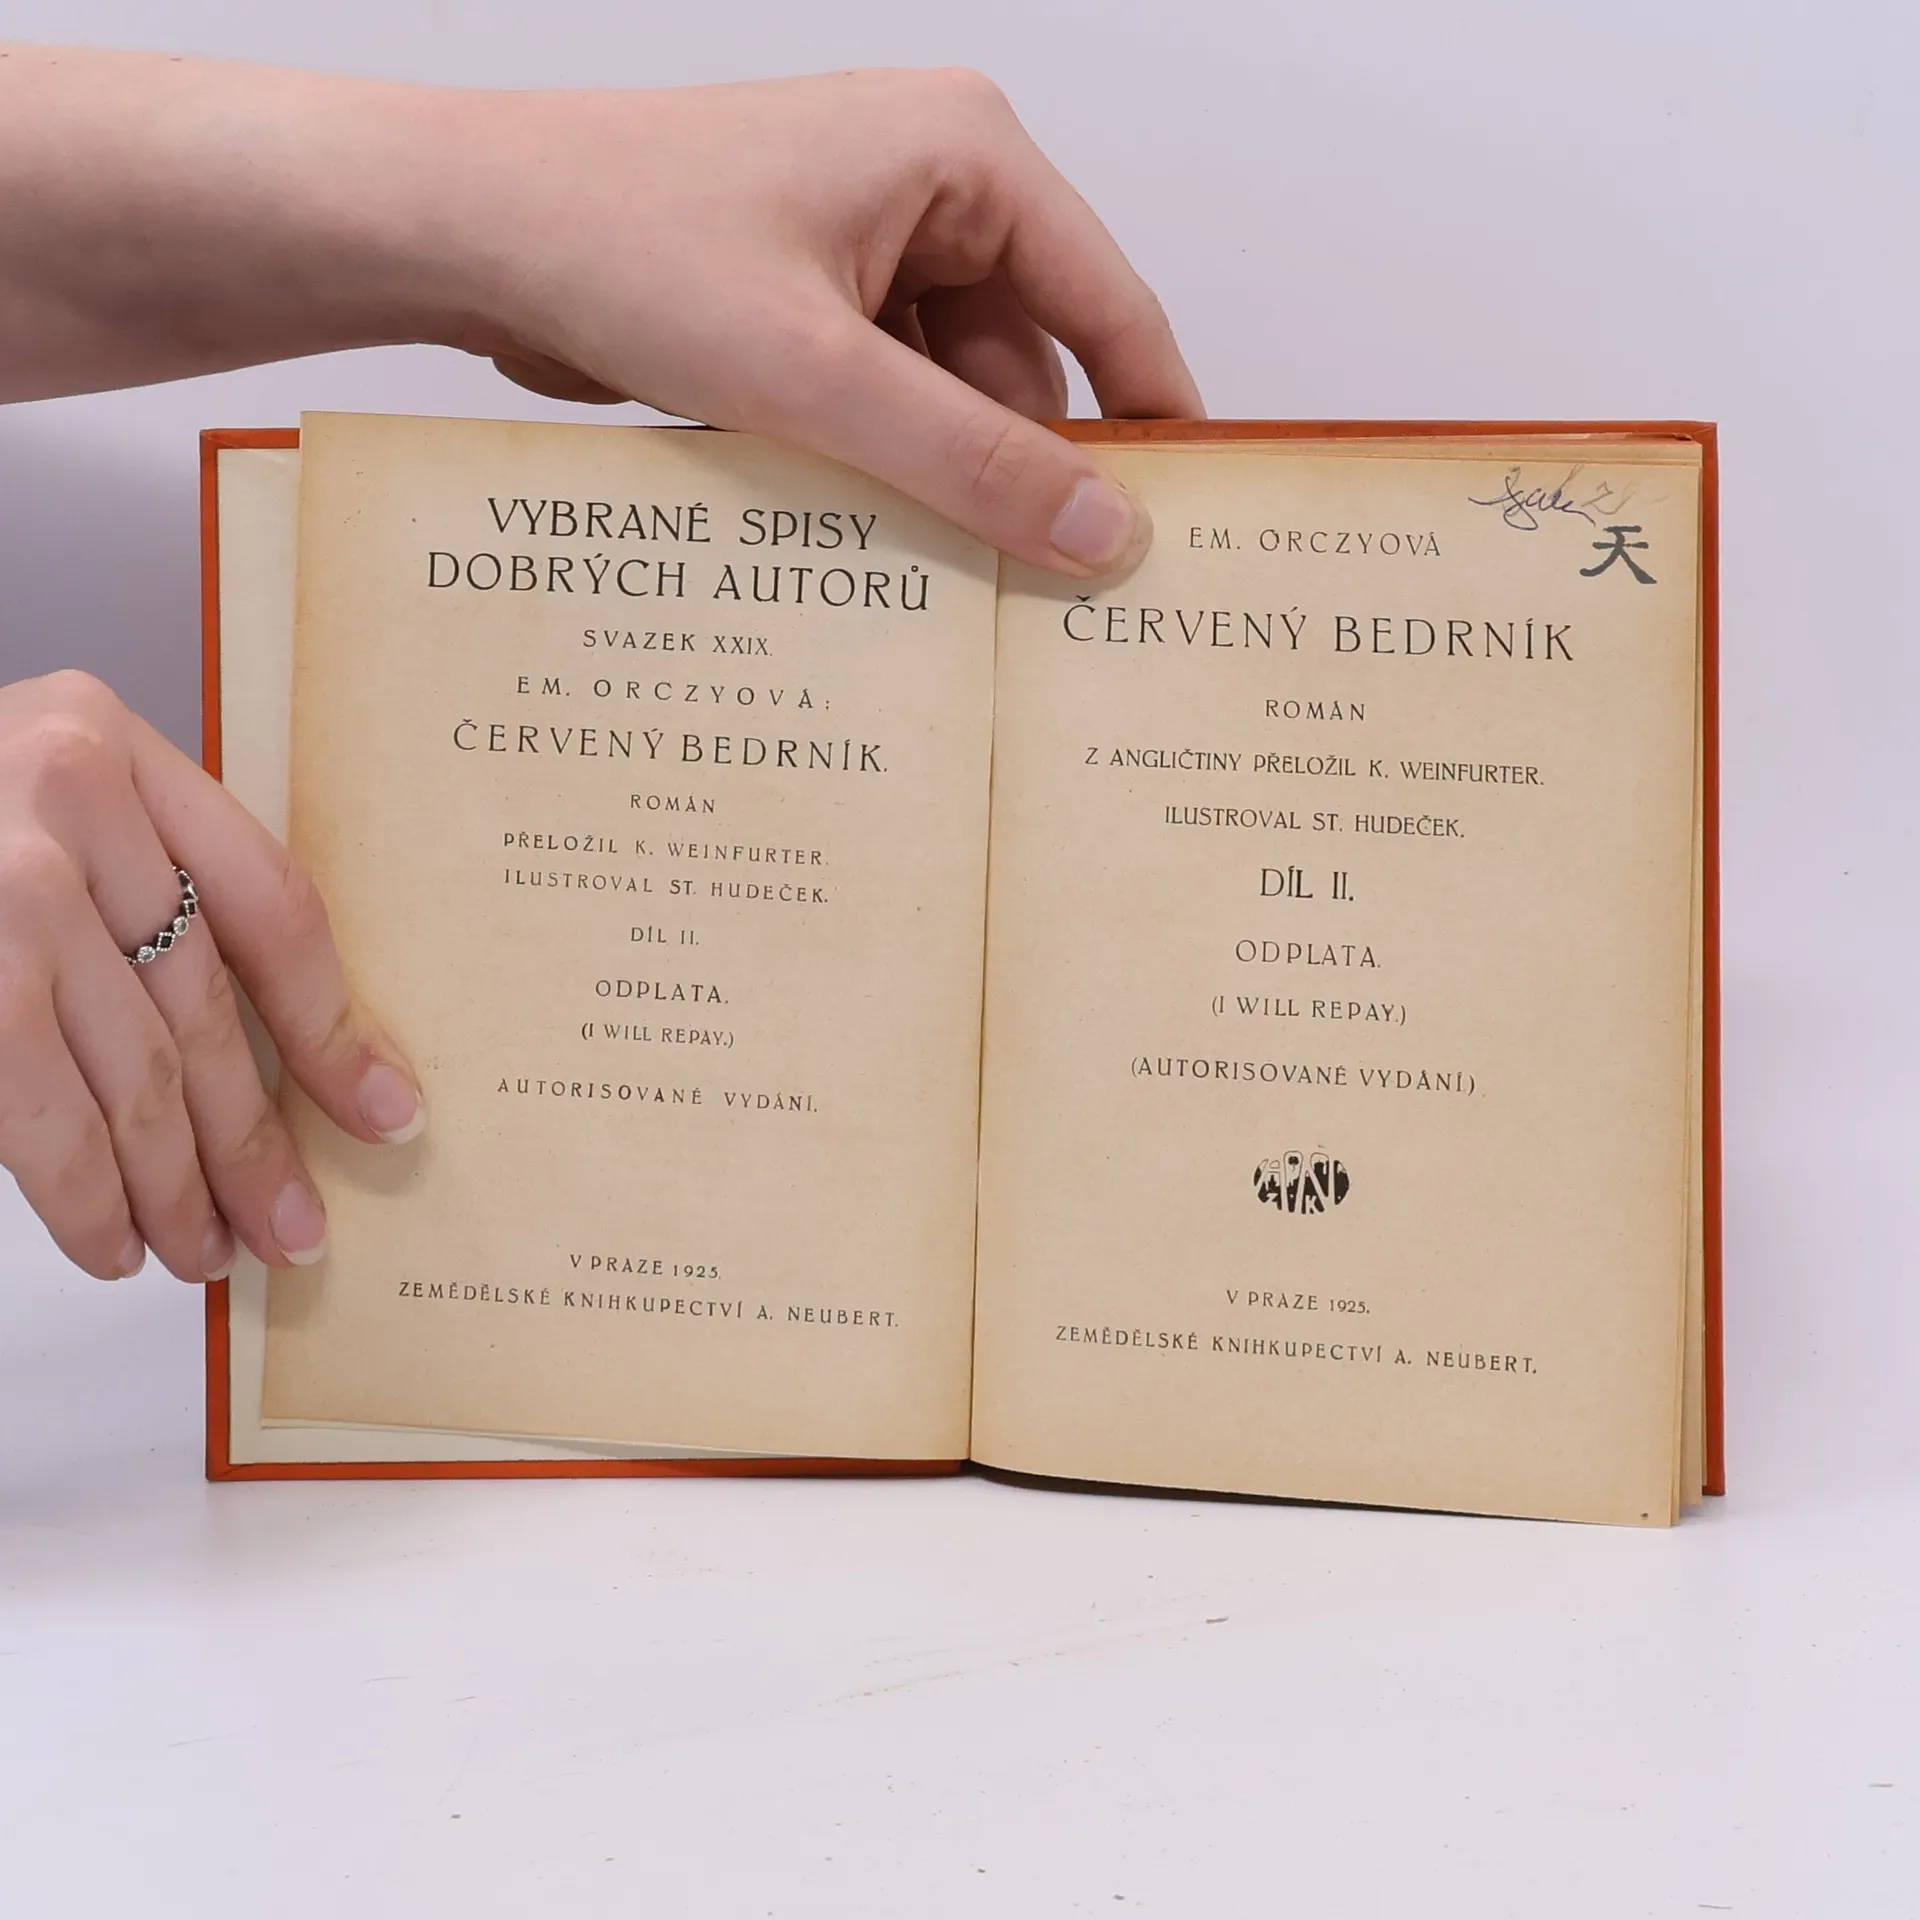 VYBRANÉ SPISY
DOBRÝCH AUTORŮ
SVAZEK XXIX.
EM. ORCZYOVÁ:
ČERVENÝ BEDRNÍK.
ROMÁN
PŘELOŽIL K. WEINFURTER.
ILUSTROVAL ST. HUDEČEK.
DÍL II.
ODPLATA.
(I WILL REPAY.)
AUTORISOVANÉ VYDÁNÍ.
V PRAZE 1925.
ZEMĚDĚLSKÉ KNIHKUPECTVÍ A. NEUBERT.
天
EM. ORCZYOVÁ
ČERVENÝ BEDRNÍK
ROMÁN
Z ANGLIČTINY PŘELOŽIL K. WEINFURTER.
ILUSTROVAL ST. HUDEČEK.
DÍL II.
ODPLATA.
(I WILL REPAY.)
(AUTORISOVANÉ VYDÁNÍ.)
V PRAZE 1925.
ZEMĚDĚLSKÉ KNIHKUPECTVÍ A. NEUBERT.